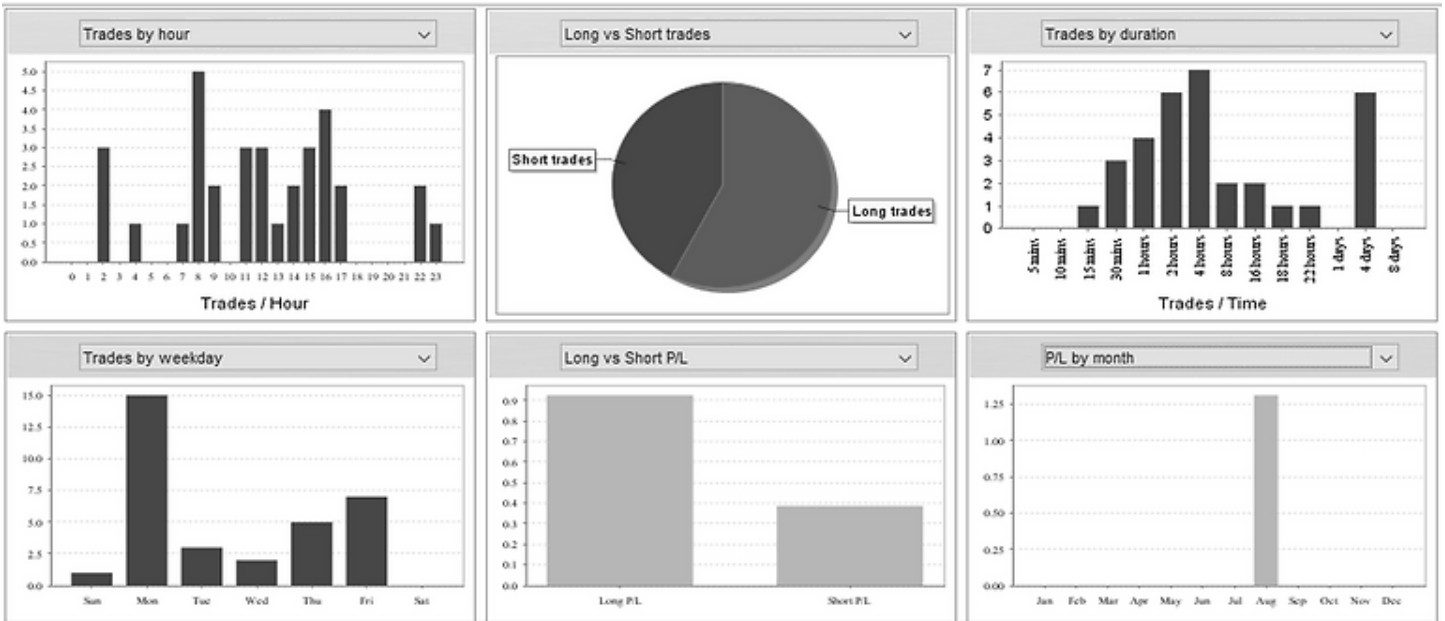 Trades by hour
5.0
4.5
4.0
3.5
3.0
2.5
2.0
1.5
1.0
0.5
0.0
0 1 2 3 4 5 6 7 8 9 10 11 12 13 14 15 16 17 18 19 20 21 22 23
Trades / Hour
Long vs Short trades
Short trades
Long trades
Trades by duration
7
6
5
4
3
2
1
0
5 mins 10 mins 15 mins 30 mins 1 hours 2 hours 4 hours 8 hours 16 hours 18 hours 22 hours 1 days 4 days 8 days
Trades / Time
Trades by weekday
15.0
12.5
10.0
7.5
5.0
2.5
0.0
Sun Mon Tue Wed Thu Fri Sat
Long vs Short P/L
0.9
0.8
0.7
0.6
0.5
0.4
0.3
0.2
0.1
0.0
Long P/L Short P/L
P/L by month
1.25
1.00
0.75
0.50
0.25
0.00
Jan Feb Mar Apr May Jun Jul Aug Sep Oct Nov Dec